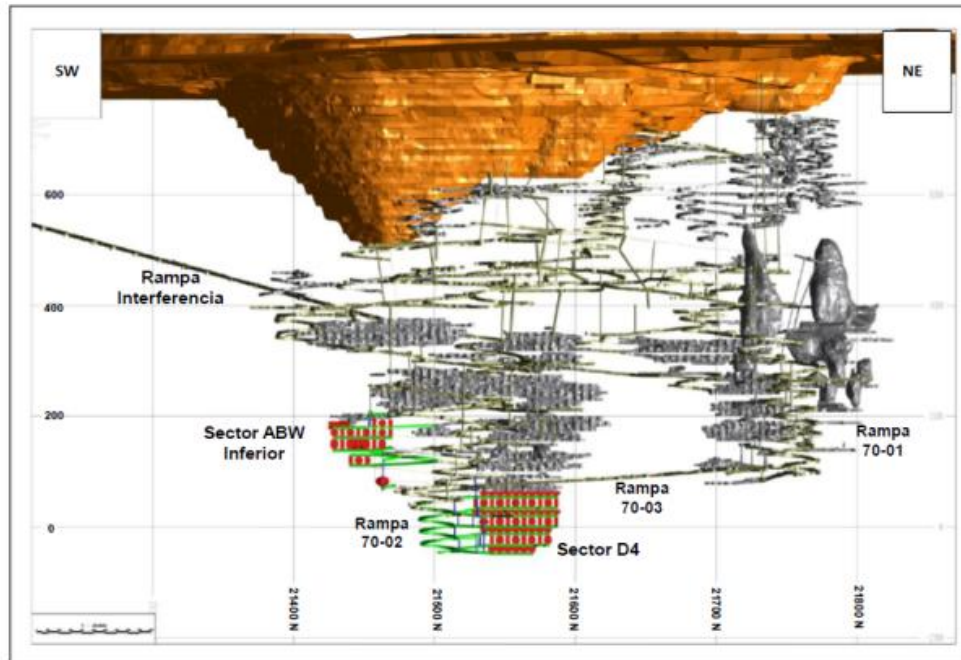 SW
NE
600
Rampa
Interferencia
400
200
Sector ABW
Inferior
Rampa
70-01
Rampa
70-03
0
Rampa
70-02
Sector D4
21400 N
21500 N
21600 N
21700 N
21800 N